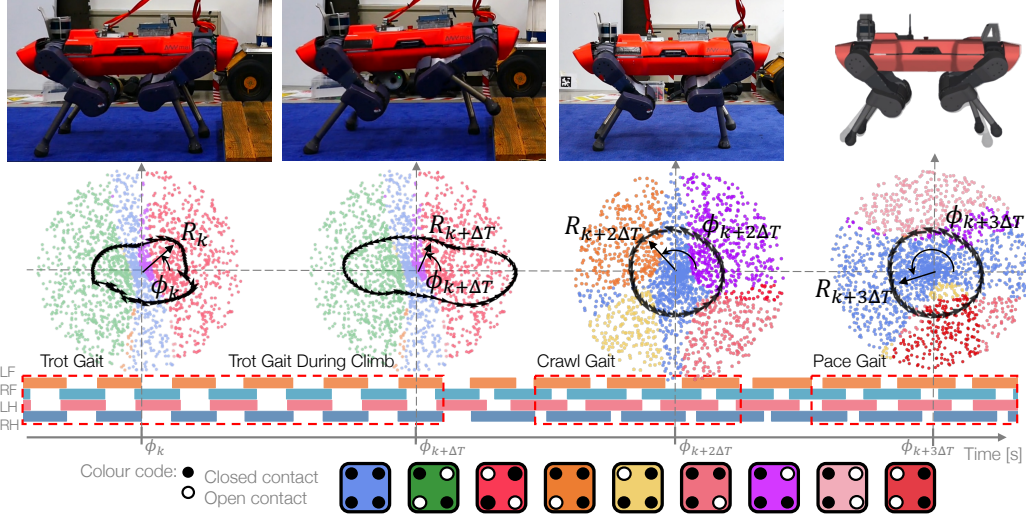 R_k
ϕ_k
R_{k+ΔT}
ϕ_{k+ΔT}
R_{k+2ΔT}
ϕ_{k+2ΔT}
ϕ_{k+3ΔT}
R_{k+3ΔT}
Trot Gait
Trot Gait During Climb
Crawl Gait
Pace Gait
LF
RF
LH
RH
ϕ_k
ϕ_{k+ΔT}
ϕ_{k+2ΔT}
ϕ_{k+3ΔT}
Time [s]
Colour code:
Closed contact
Open contact